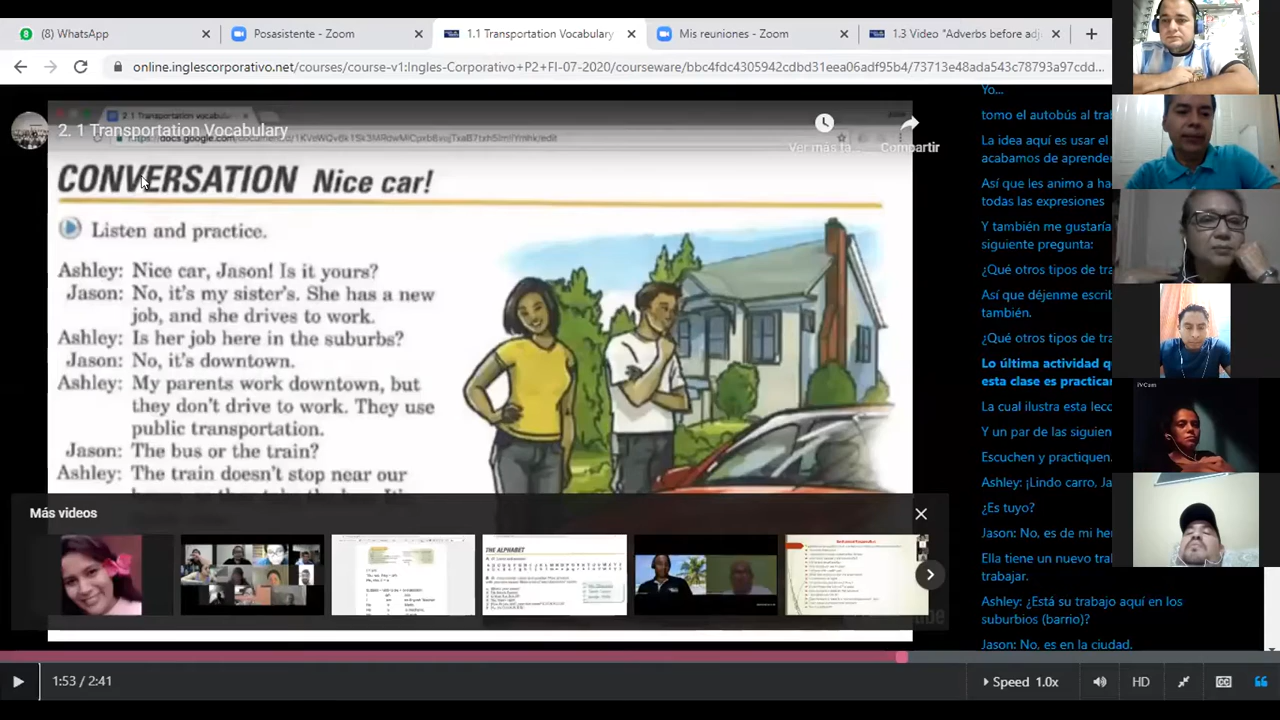 (8) WhatsApp
Posasistente - Zoom
1.1 Transportation Vocabulary
Mis reuniones - Zoom
1.3 Video "Adverbs before adj
online.inglescorporativo.net/courses/course-v1:Ingles-Corporativo+P2+FI-07-2020/courseware/bbc4fdc4305942cdbd31eea06adf95b4/73713e48ada543c78793a97cdd...
2. 1 Transportation Vocabulary
Ver más ta...
Compartir
CONVERSATION Nice car!
Listen and practice.
Ashley: Nice car, Jason! Is it yours?
Jason: No, it's my sister's. She has a new
job, and she drives to work.
Ashley: Is her job here in the suburbs?
Jason: No, it's downtown.
Ashley: My parents work downtown, but
they don't drive to work. They use
public transportation.
Jason: The bus or the train?
Ashley: The train doesn't stop near our
Más videos
THE ALPHABET
1:53 / 2:41
Speed 1.0x
HD
Yo...
tomo el autobús al tra
La idea aquí es usar el
acabamos de aprender
Así que les animo a ha
todas las expresiones
Y también me gustaría
siguiente pregunta:
¿Qué otros tipos de tra
Así que déjenme escrib
también.
¿Qué otros tipos de tr
Lo última actividad q
esta clase es practicar
La cual ilustra esta lecc
Y un par de las siguien
Escuchen y practiquen.
Ashley: ¡Lindo carro, Ja
¿Es tuyo?
Jason: No, es de mi her
Ella tiene un nuevo tra
trabajar.
Ashley: ¿Está su trabajo aquí en los
suburbios (barrio)?
Jason: No, es en la ciudad.
iVCam